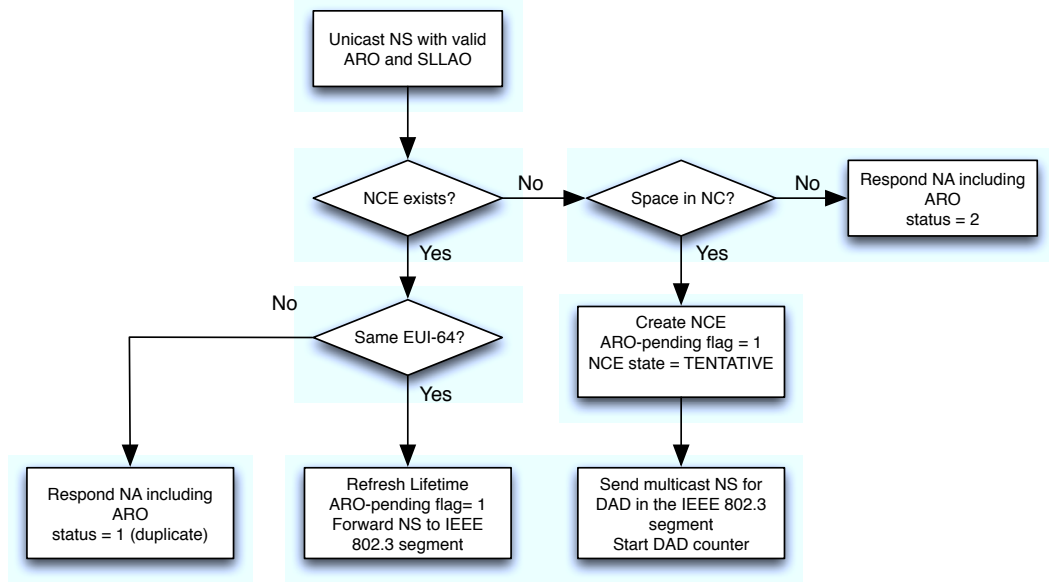 Unicast NS with valid
ARO and SLLAO
NCE exists?
No
Space in NC?
No
Respond NA including
ARO
status = 2
Yes
Yes
No
Same EUI-64?
Create NCE
ARO-pending flag = 1
NCE state = TENTATIVE
Yes
Respond NA including
ARO
status = 1 (duplicate)
Refresh Lifetime
ARO-pending flag= 1
Forward NS to IEEE
802.3 segment
Send multicast NS for
DAD in the IEEE 802.3
segment
Start DAD counter